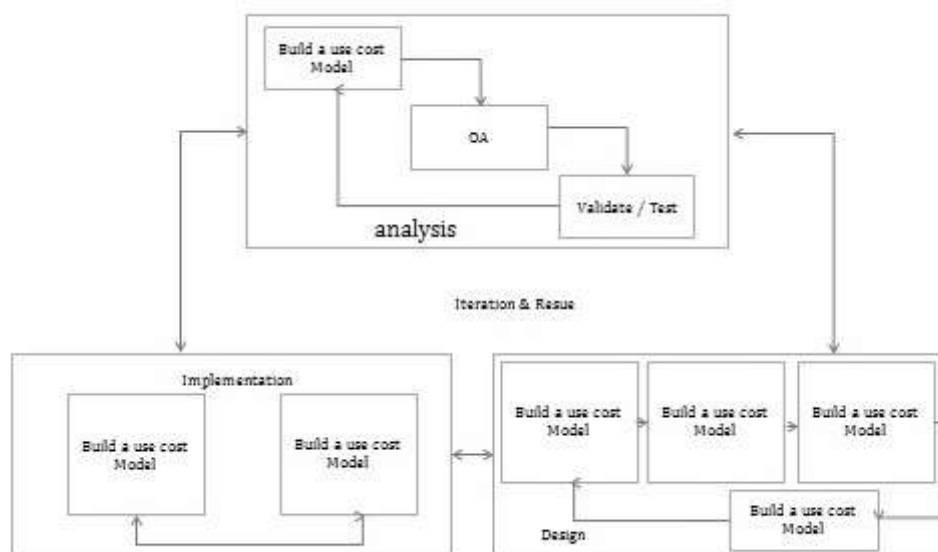 Build a use cost
Model
OA
Validate / Test
analysis
Iteration & Resue
Implementation
Build a use cost
Model
Build a use cost
Model
Build a use cost
Model
Build a use cost
Model
Build a use cost
Model
Build a use cost
Model
Design